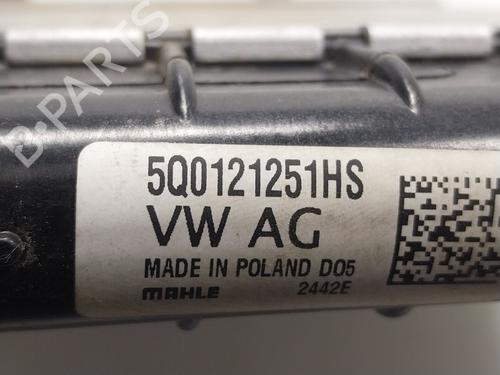 B-PARTS
5Q0121251HS
VW AG
MADE IN POLAND D05
MAHLE 2442E